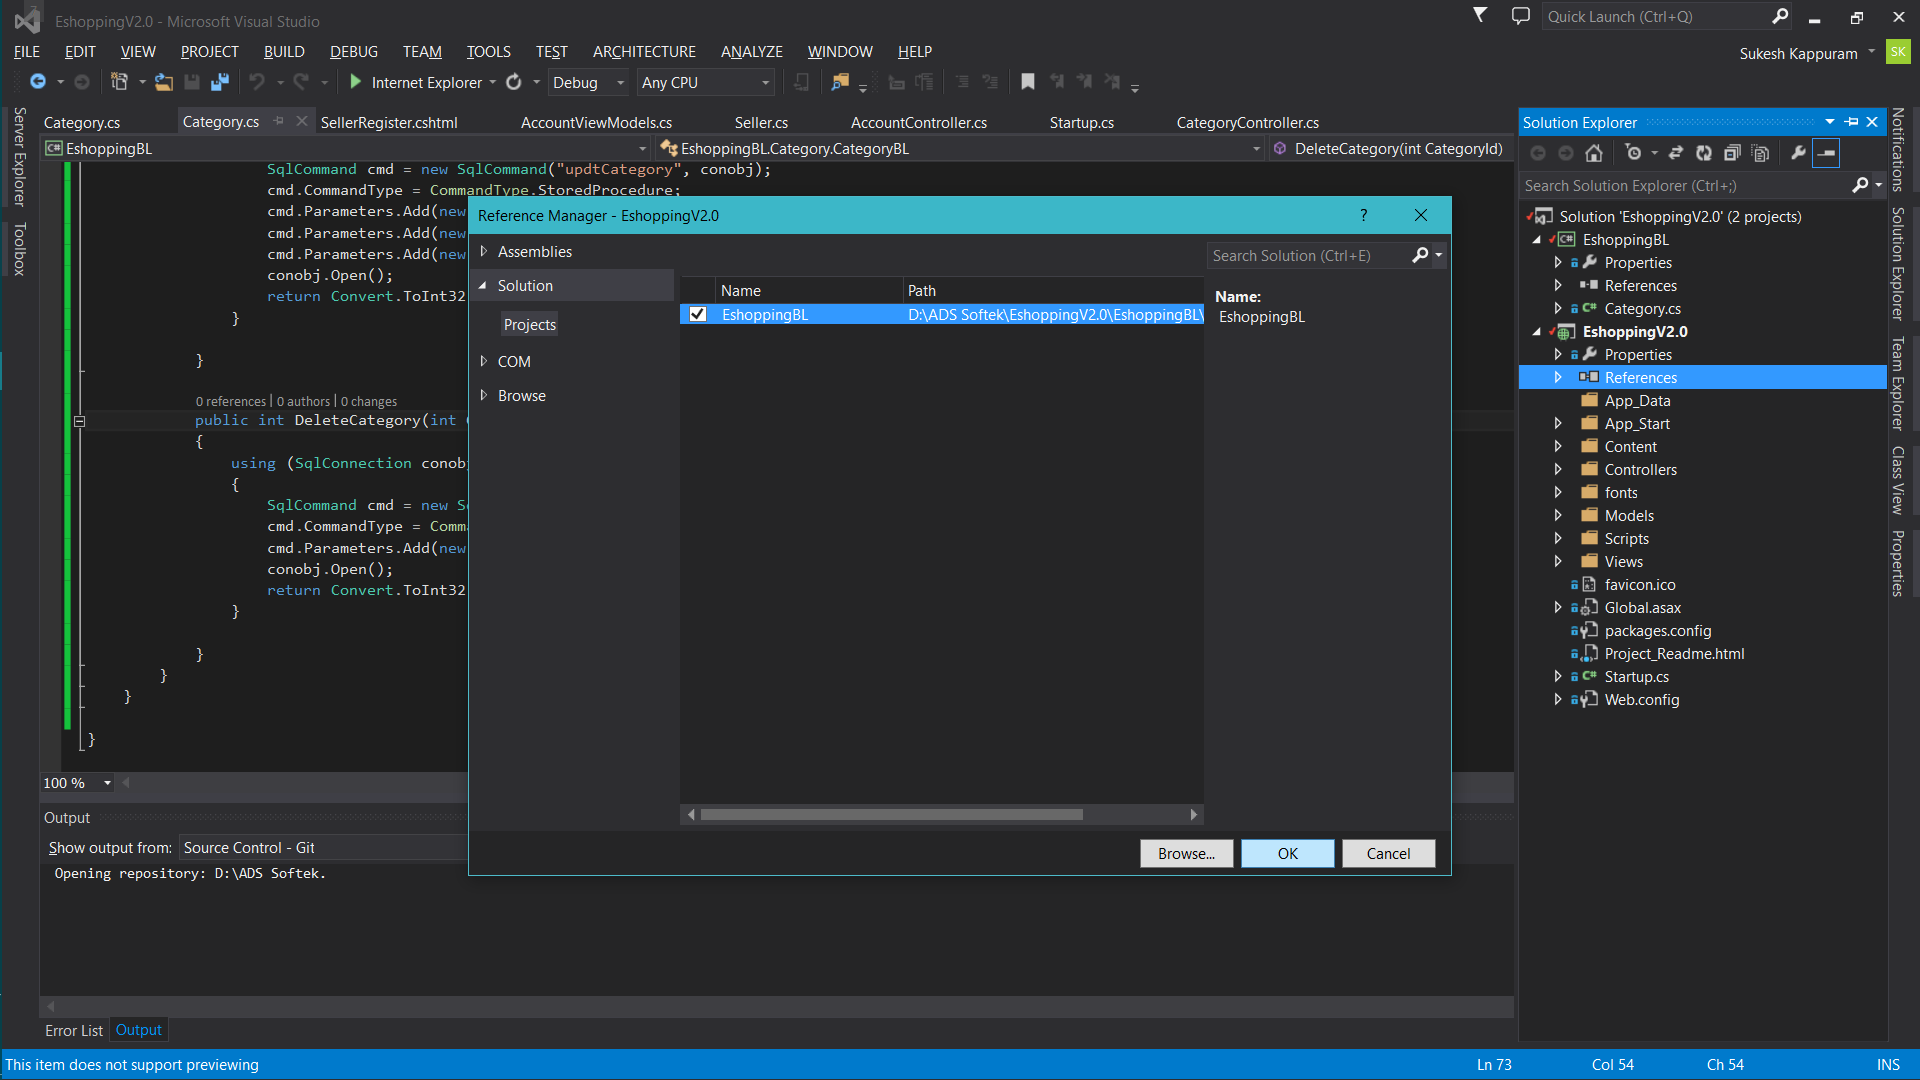 EshoppingV2.0 - Microsoft Visual Studio
Quick Launch (Ctrl+Q)
FILE EDIT VIEW PROJECT BUILD DEBUG TEAM TOOLS TEST ARCHITECTURE ANALYZE WINDOW HELP
Sukesh Kappuram SK
Internet Explorer Debug Any CPU
Server Explorer
Toolbox
Category.cs Category.cs SellerRegister.cshtml AccountViewModels.cs Seller.cs AccountController.cs Startup.cs CategoryController.cs
C# EshoppingBL EshoppingBL.Category.CategoryBL DeleteCategory(int CategoryId)
SqlCommand cmd = new SqlCommand("updtCategory", conobj);
cmd.CommandType = CommandType.StoredProcedure;
cmd.Parameters.Add(new
cmd.Parameters.Add(new
cmd.Parameters.Add(new
conobj.Open();
return Convert.ToInt32
}
}
0 references | 0 authors | 0 changes
public int DeleteCategory(int
{
using (SqlConnection conobj
{
SqlCommand cmd = new
cmd.CommandType =
cmd.Parameters.Add(new
conobj.Open();
return Convert.ToInt32
}
}
}
}
}
100 %
Reference Manager - EshoppingV2.0 ?
Assemblies
Solution
Projects
COM
Browse
Search Solution (Ctrl+E)
Name Path
EshoppingBL D:\ADS Softek\EshoppingV2.0\EshoppingBL\
Name:
EshoppingBL
Browse... OK Cancel
Output
Show output from: Source Control - Git
Opening repository: D:\ADS Softek.
Error List Output
Solution Explorer
Search Solution Explorer (Ctrl+;)
Solution 'EshoppingV2.0' (2 projects)
C# EshoppingBL
Properties
References
C# Category.cs
EshoppingV2.0
Properties
References
App_Data
App_Start
Content
Controllers
fonts
Models
Scripts
Views
favicon.ico
Global.asax
packages.config
Project_Readme.html
C# Startup.cs
Web.config
Notifications
Solution Explorer
Team Explorer
Class View
Properties
This item does not support previewing Ln 73 Col 54 Ch 54 INS